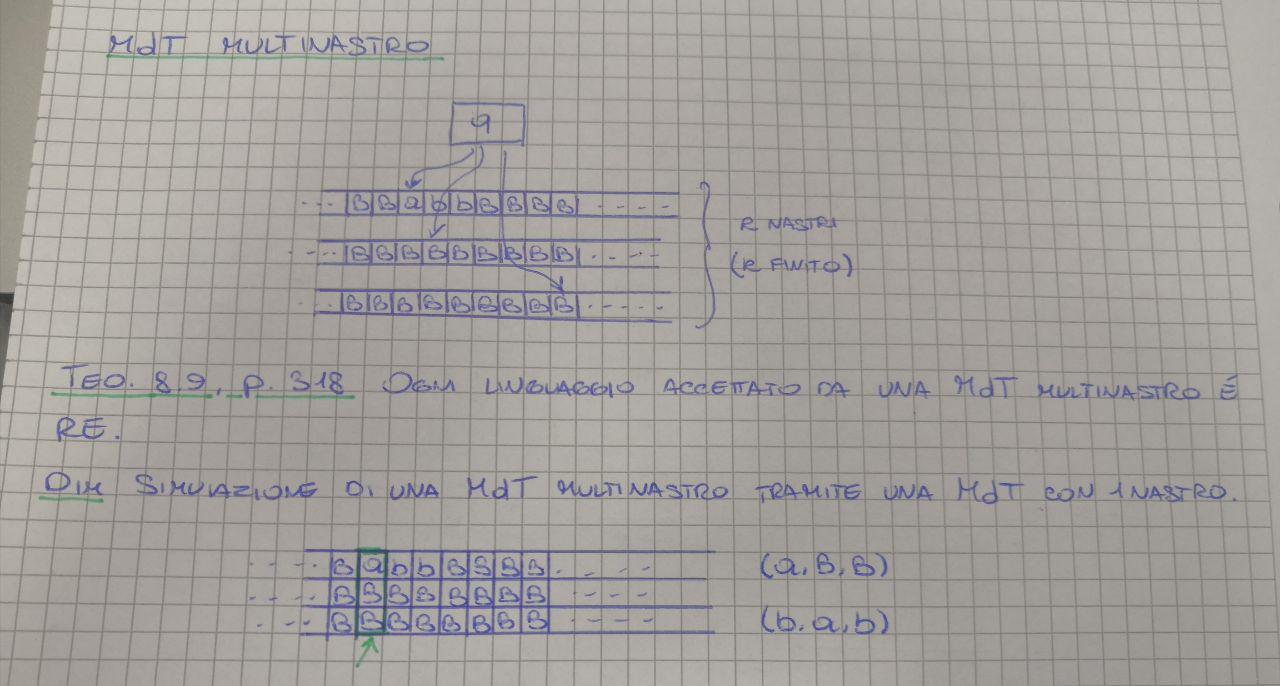 MdT MULTINASTRO
q
... B B a b b B B B B ....
K NASTRI
... B B B B B B B B B ....
(K FINITO)
... B B B B B B B B B ....
TEO. 8.9, P. 318 OGNI LINGUAGGIO ACCETTATO DA UNA MdT MULTINASTRO É
RE.
DIM SIMULAZIONE DI UNA MdT MULTINASTRO TRAMITE UNA MdT CON 1 NASTRO.
.... B a b b B B B B .... (a, B, B)
.... B B B B B B B B ....
.... B B B B B B B B .... (b, a, b)